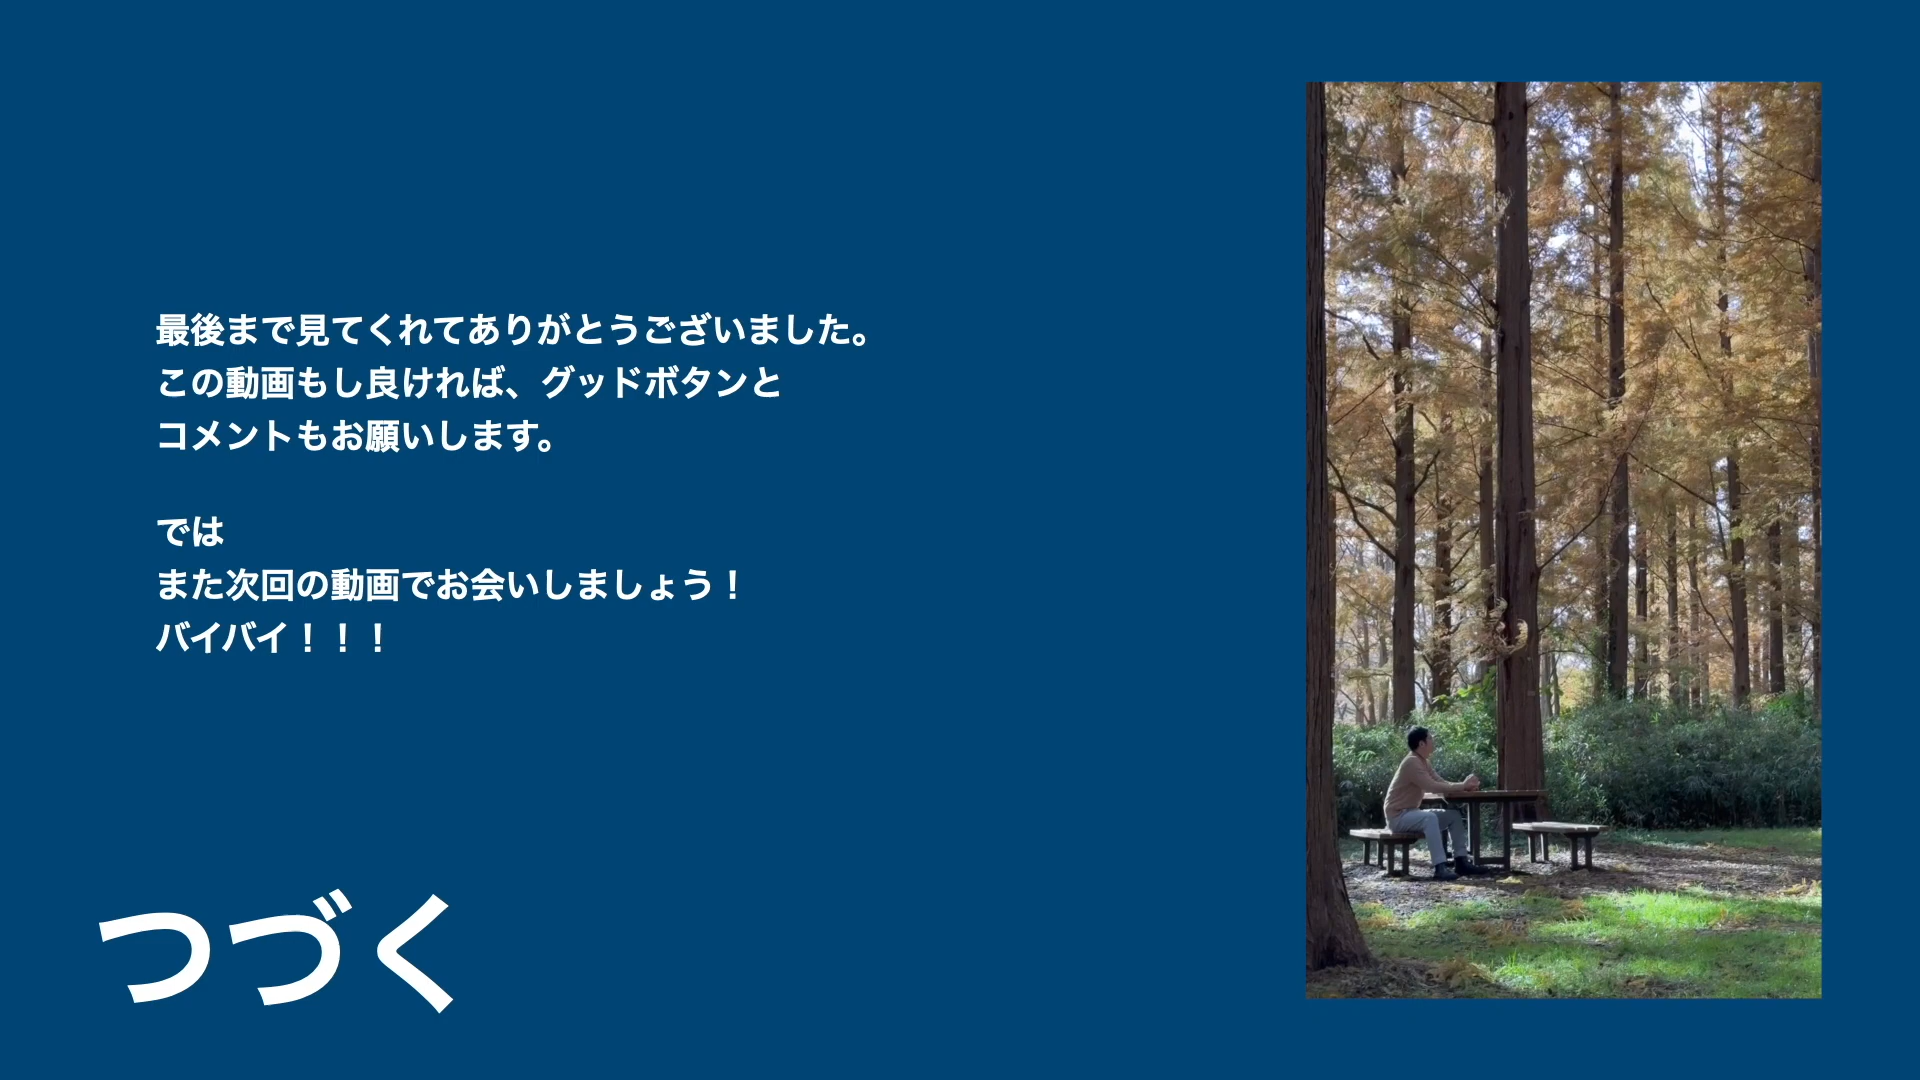 最後まで見てくれてありがとうございました。
この動画もし良ければ、グッドボタンと
コメントもお願いします。
では
また次回の動画でお会いしましょう！
バイバイ！！！
つづく